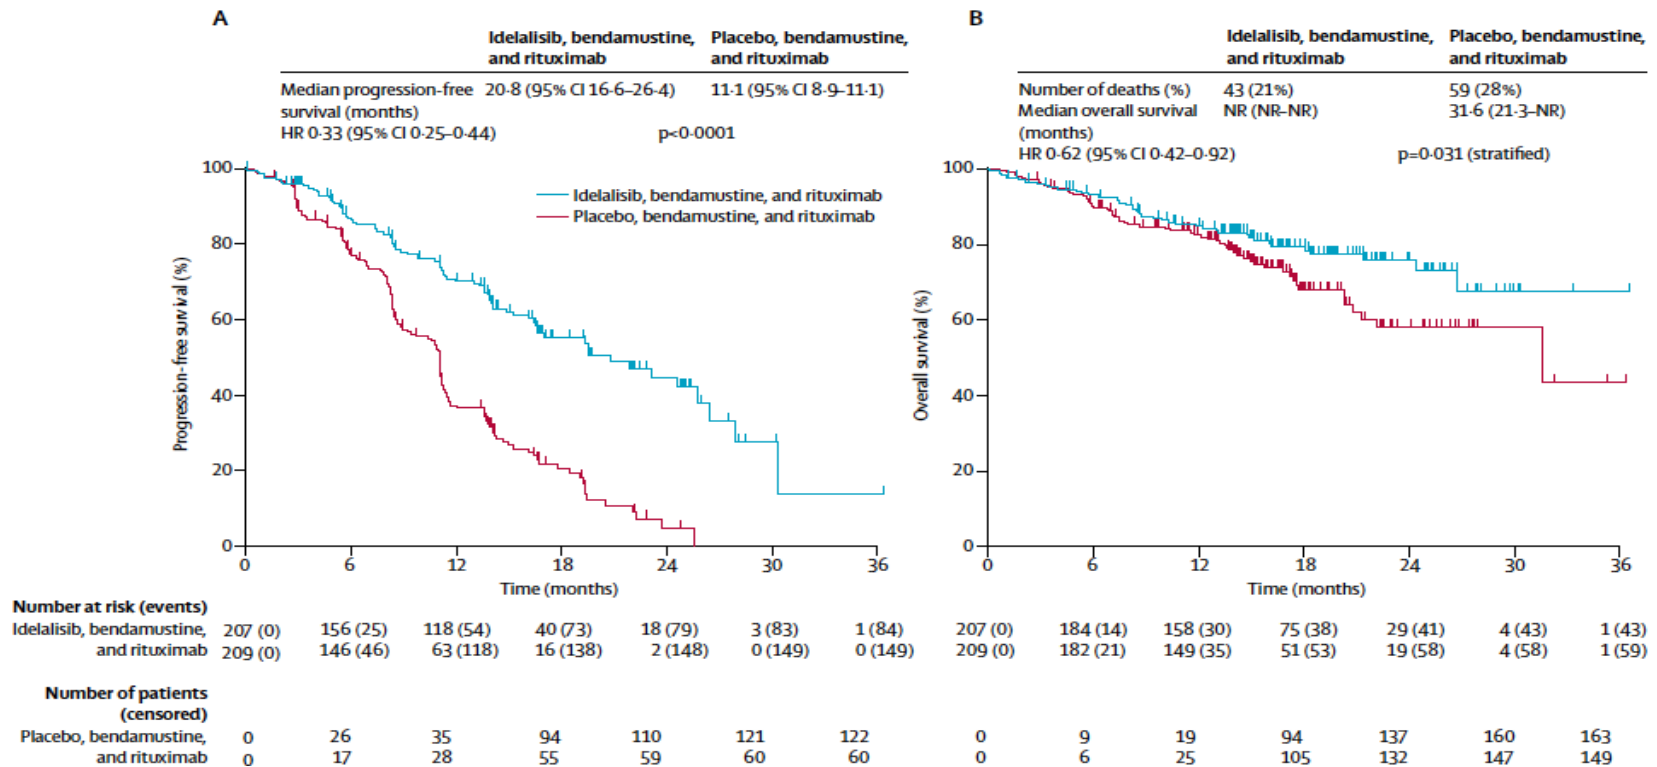 A
Idelalisib, bendamustine, and rituximab
Placebo, bendamustine, and rituximab
Median progression-free survival (months)
20·8 (95% CI 16·6–26·4)
11·1 (95% CI 8·9–11·1)
HR 0·33 (95% CI 0·25–0·44)
p<0·0001
100
80
60
40
20
0
Progression-free survival (%)
Idelalisib, bendamustine, and rituximab
Placebo, bendamustine, and rituximab
0 6 12 18 24 30 36
Time (months)
B
Idelalisib, bendamustine, and rituximab
Placebo, bendamustine, and rituximab
Number of deaths (%)
43 (21%)
59 (28%)
Median overall survival (months)
NR (NR–NR)
31·6 (21·3–NR)
HR 0·62 (95% CI 0·42–0·92)
p=0·031 (stratified)
100
80
60
40
20
0
Overall survival (%)
0 6 12 18 24 30 36
Time (months)
Number at risk (events)
Idelalisib, bendamustine, 207 (0) 156 (25) 118 (54) 40 (73) 18 (79) 3 (83) 1 (84) 207 (0) 184 (14) 158 (30) 75 (38) 29 (41) 4 (43) 1 (43)
and rituximab 209 (0) 146 (46) 63 (118) 16 (138) 2 (148) 0 (149) 0 (149) 209 (0) 182 (21) 149 (35) 51 (53) 19 (58) 4 (58) 1 (59)
Number of patients
(censored)
Placebo, bendamustine, 0 26 35 94 110 121 122 0 9 19 94 137 160 163
and rituximab 0 17 28 55 59 60 60 0 6 25 105 132 147 149